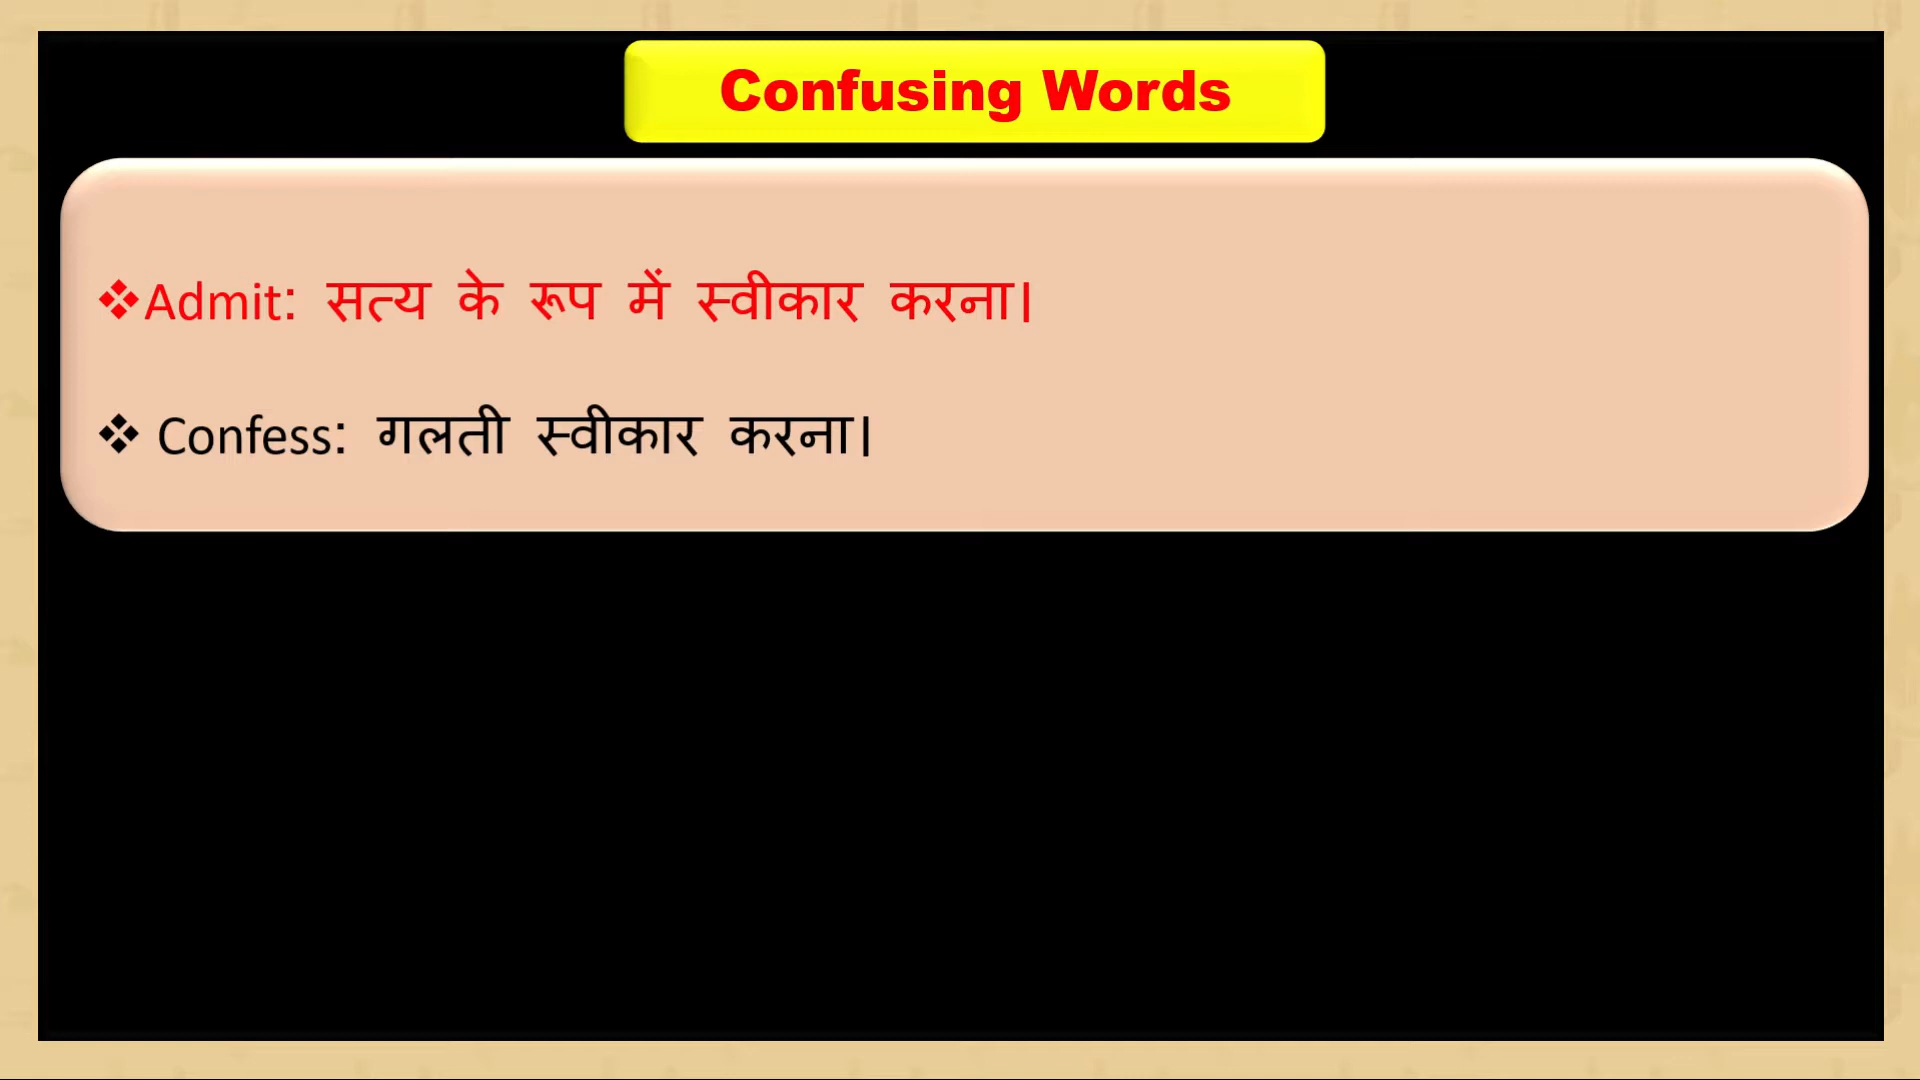 Confusing Words
❖Admit: सत्य के रूप में स्वीकार करना।
❖ Confess: गलती स्वीकार करना।